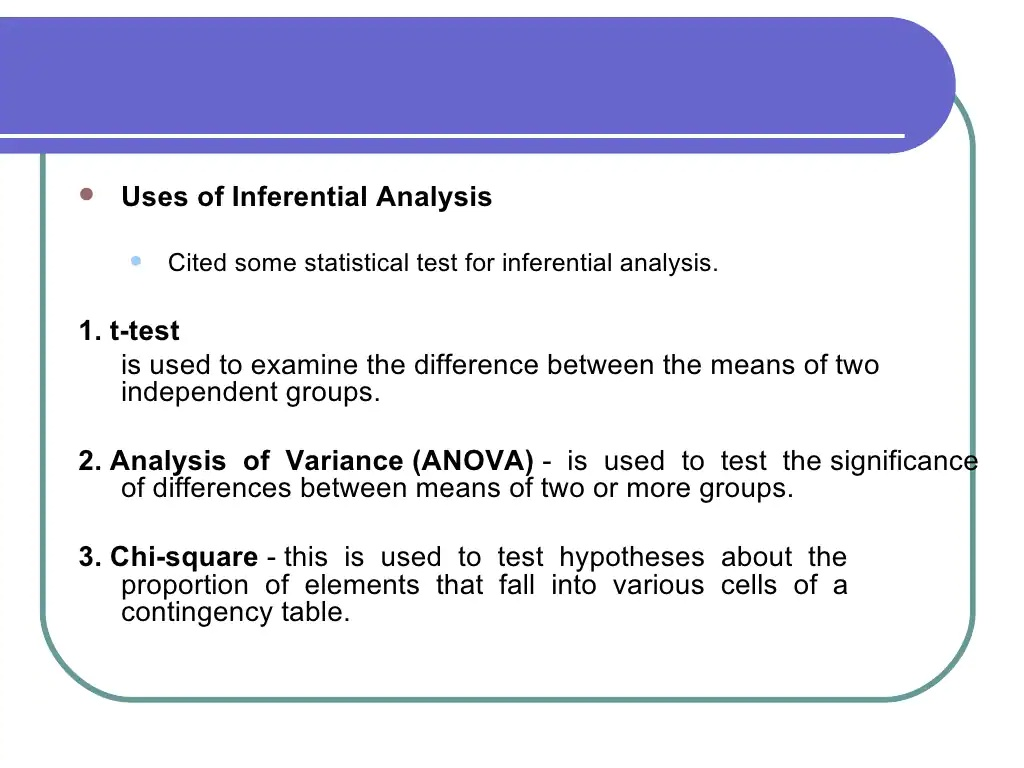 Uses of Inferential Analysis
Cited some statistical test for inferential analysis.
1. t-test
is used to examine the difference between the means of two
independent groups.
2. Analysis of Variance (ANOVA) - is used to test the significance
of differences between means of two or more groups.
3. Chi-square - this is used to test hypotheses about the
proportion of elements that fall into various cells of a
contingency table.